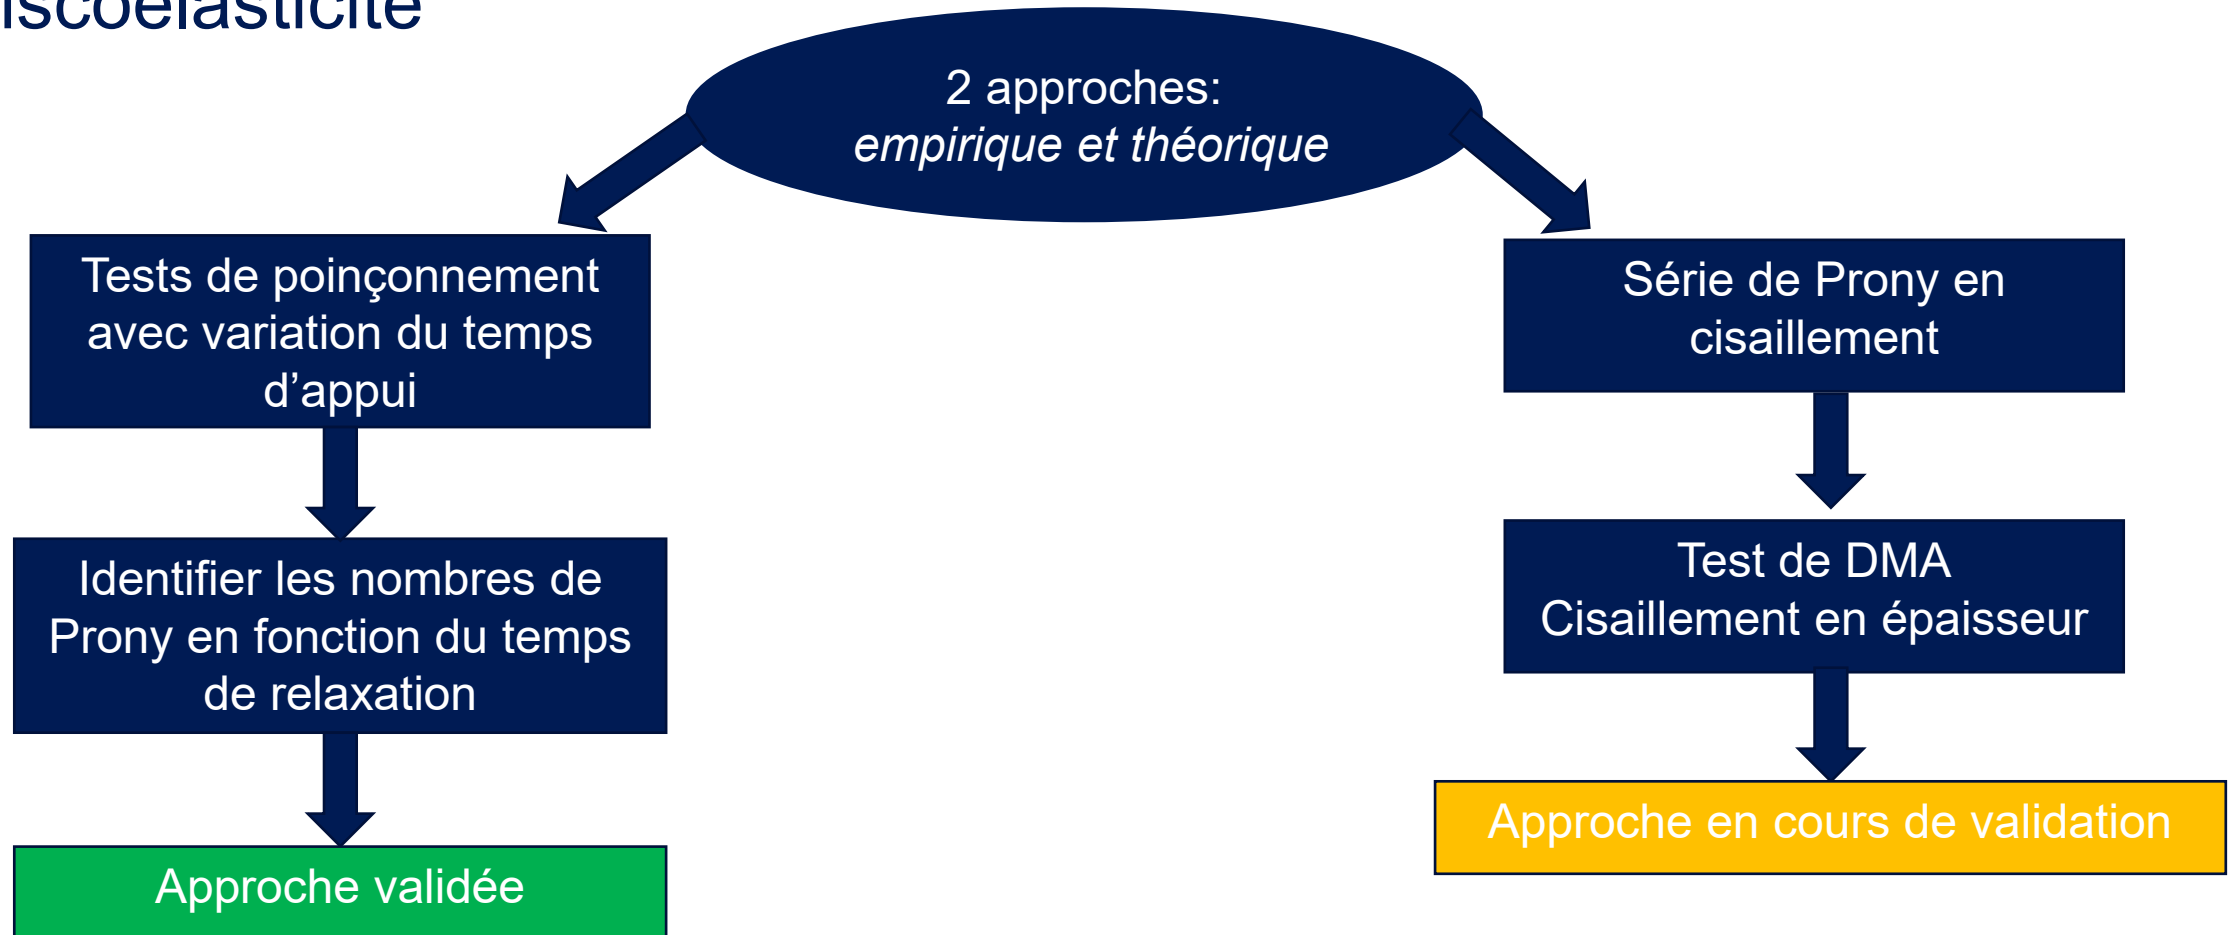 iscoélasticité
2 approches:
empirique et théorique
Tests de poinçonnement
avec variation du temps
d’appui
Identifier les nombres de
Prony en fonction du temps
de relaxation
Approche validée
Série de Prony en
cisaillement
Test de DMA
Cisaillement en épaisseur
Approche en cours de validation